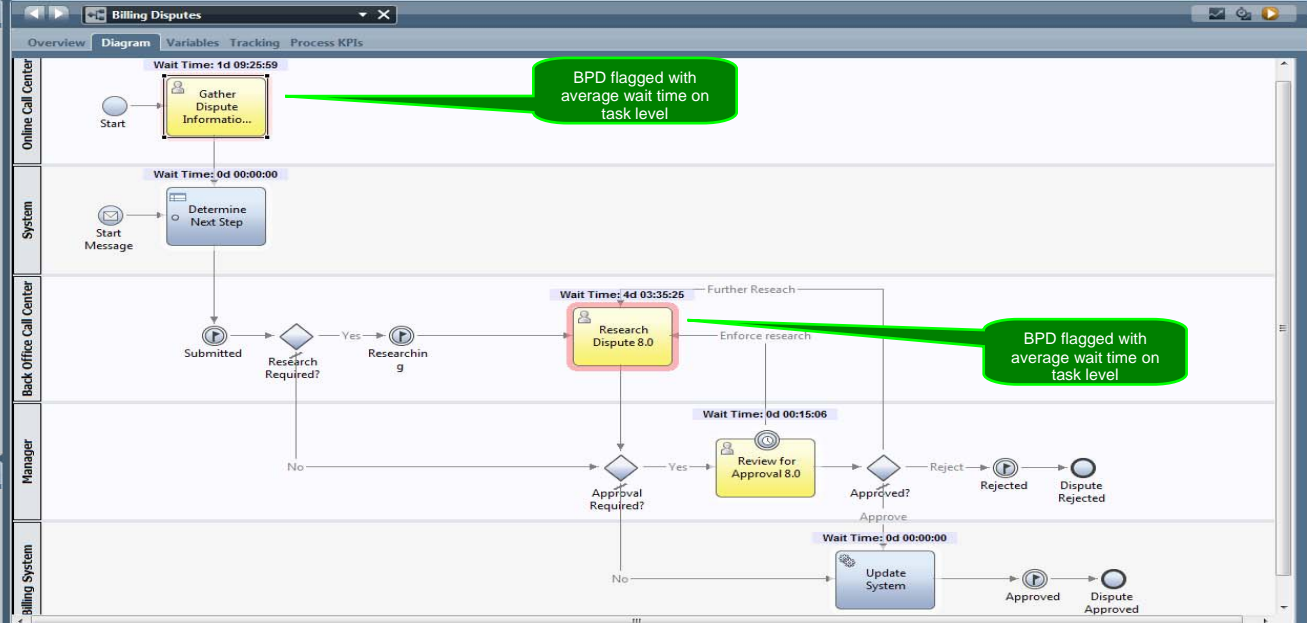 Billing Disputes
Overview Diagram Variables Tracking Process KPIs
Online Call Center
Wait Time: 1d 09:25:59
Start
Gather
Dispute
Informatio...
BPD flagged with
average wait time on
task level
System
Wait Time: 0d 00:00:00
Start
Message
Determine
Next Step
Back Office Call Center
Submitted
Research
Required?
Yes
Researchin
g
Wait Time: 4d 03:35:25
Research
Dispute 8.0
Further Reseach
Enforce research
BPD flagged with
average wait time on
task level
Manager
No
Approval
Required?
Yes
Wait Time: 0d 00:15:06
Review for
Approval 8.0
Approved?
Reject
Rejected
Dispute
Rejected
Approve
Billing System
No
Wait Time: 0d 00:00:00
Update
System
Approved
Dispute
Approved